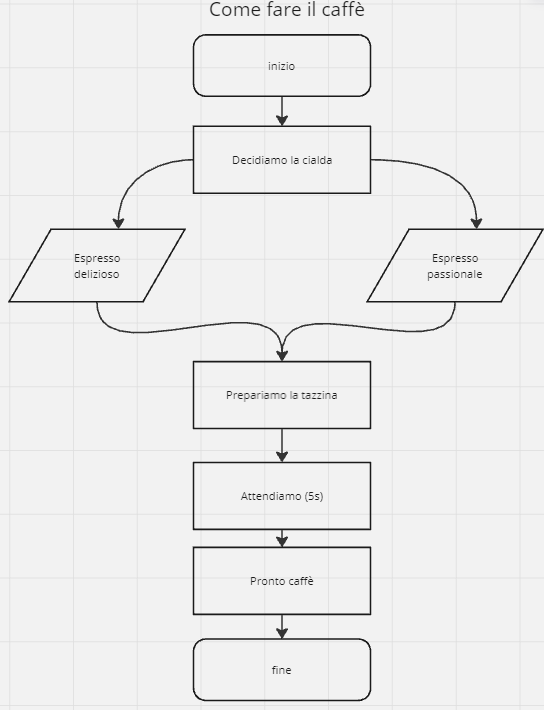 Come fare il caffè
inizio
Decidiamo la cialda
Espresso
delizioso
Espresso
passionale
Prepariamo la tazzina
Attendiamo (5s)
Pronto caffè
fine